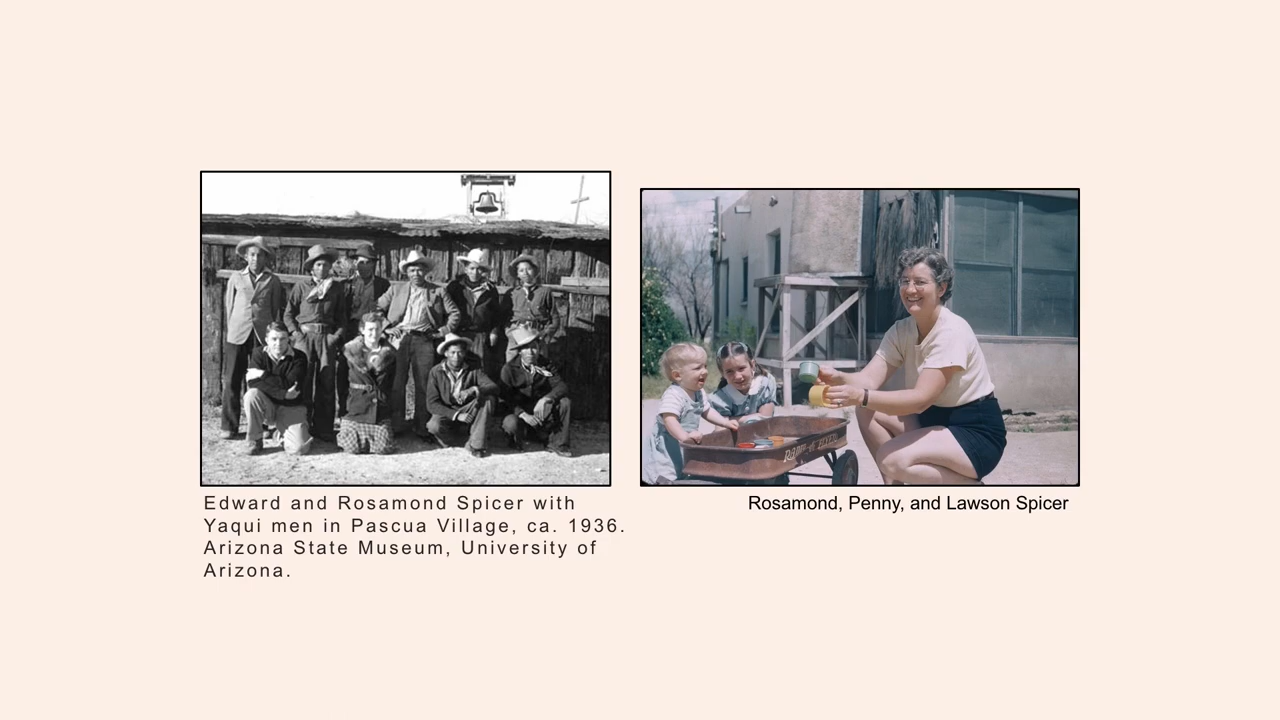 Edward and Rosamond Spicer with
Yaqui men in Pascua Village, ca. 1936.
Arizona State Museum, University of
Arizona.
Rosamond, Penny, and Lawson Spicer